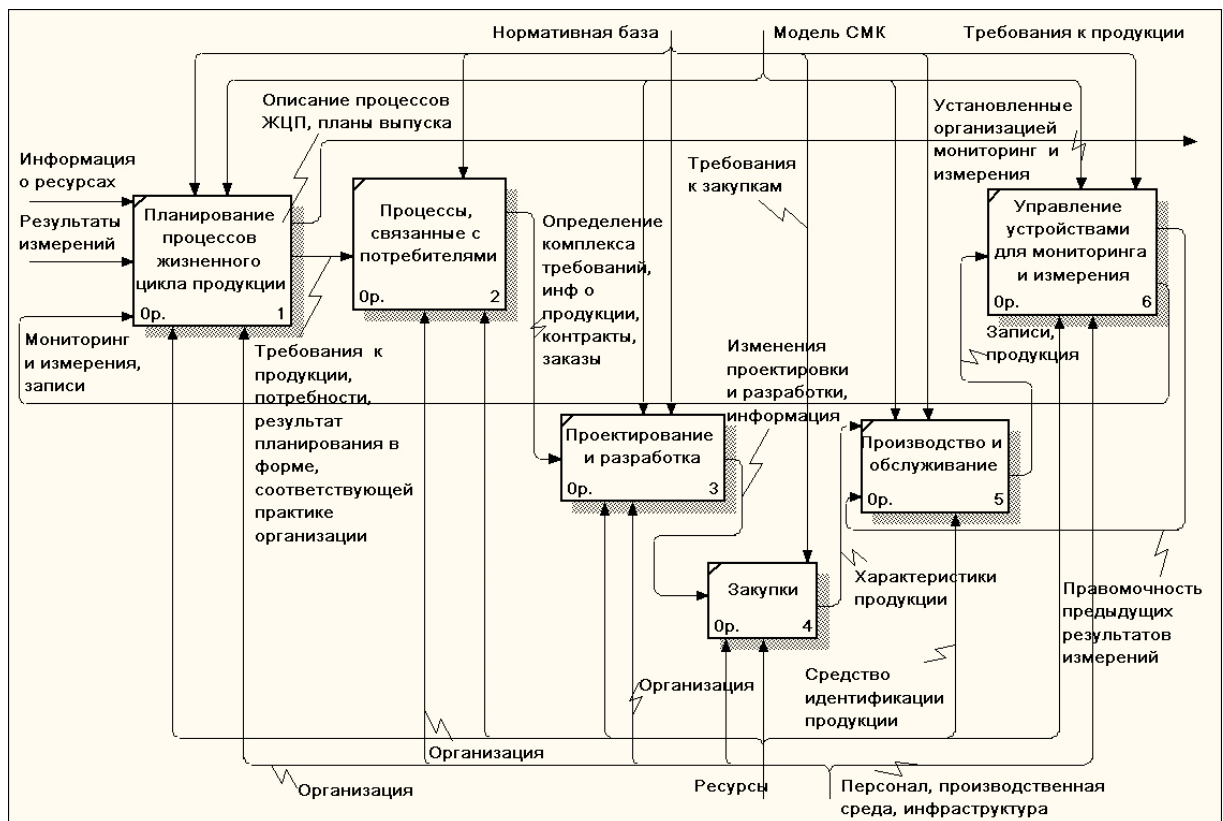 Нормативная база
Модель СМК
Требования к продукции
Описание процессов
ЖЦП, планы выпуска
Установленные
организацией
мониторинг и
измерения
Информация
о ресурсах
Требования
к закупкам
Результаты
измерений
Планирование
процессов
жизненного
цикла продукции
0р. 1
Процессы,
связанные с
потребителями
0р. 2
Определение
комплекса
требований,
инф о
продукции,
контракты,
заказы
Управление
устройствами
для мониторинга
и измерения
0р. 6
Мониторинг
и измерения,
записи
Требования к
продукции,
потребности,
результат
планирования в
форме,
соответствующей
практике
организации
Изменения
проектировки
и разработки,
информация
Записи,
продукция
Проектирование
и разработка
0р. 3
Производство и
обслуживание
0р. 5
Закупки
0р. 4
Характеристики
продукции
Правомочность
предыдущих
результатов
измерений
Организация
Средство
идентификации
продукции
Организация
Организация
Ресурсы
Персонал, производственная
среда, инфраструктура